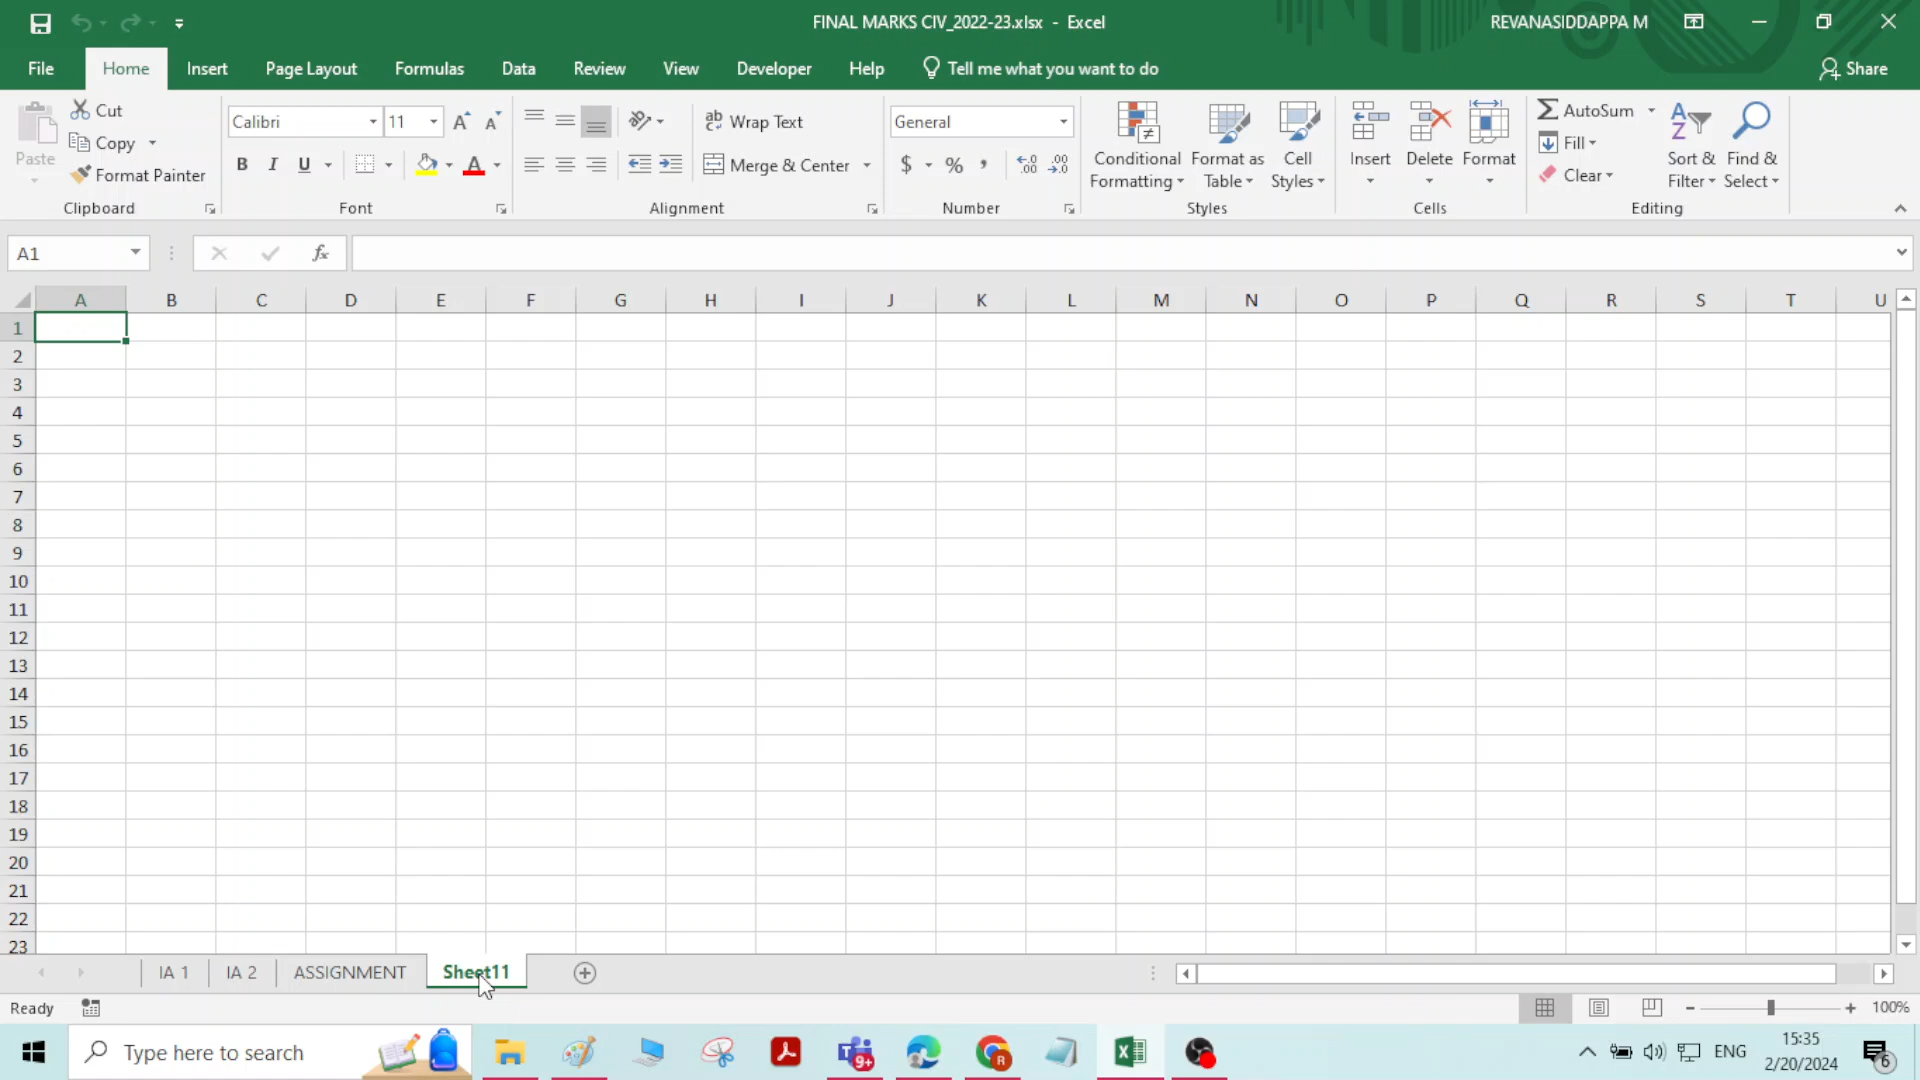 FINAL MARKS CIV_2022-23.xlsx - Excel
REVANASIDDAPPA M
File Home Insert Page Layout Formulas Data Review View Developer Help Tell me what you want to do Share
Paste
Cut
Copy
Format Painter
Clipboard
Calibri 11
B I U
Font
Wrap Text
Merge & Center
Alignment
General
$ %
Number
Conditional Formatting
Format as Table
Cell Styles
Styles
Insert Delete Format
Cells
AutoSum
Fill
Clear
Sort & Filter
Find & Select
Editing
A1 fx
A B C D E F G H I J K L M N O P Q R S T U
1
2
3
4
5
6
7
8
9
10
11
12
13
14
15
16
17
18
19
20
21
22
23
IA 1 IA 2 ASSIGNMENT Sheet11
Ready 100%
Type here to search 9+ R ENG
15:35
2/20/2024
6